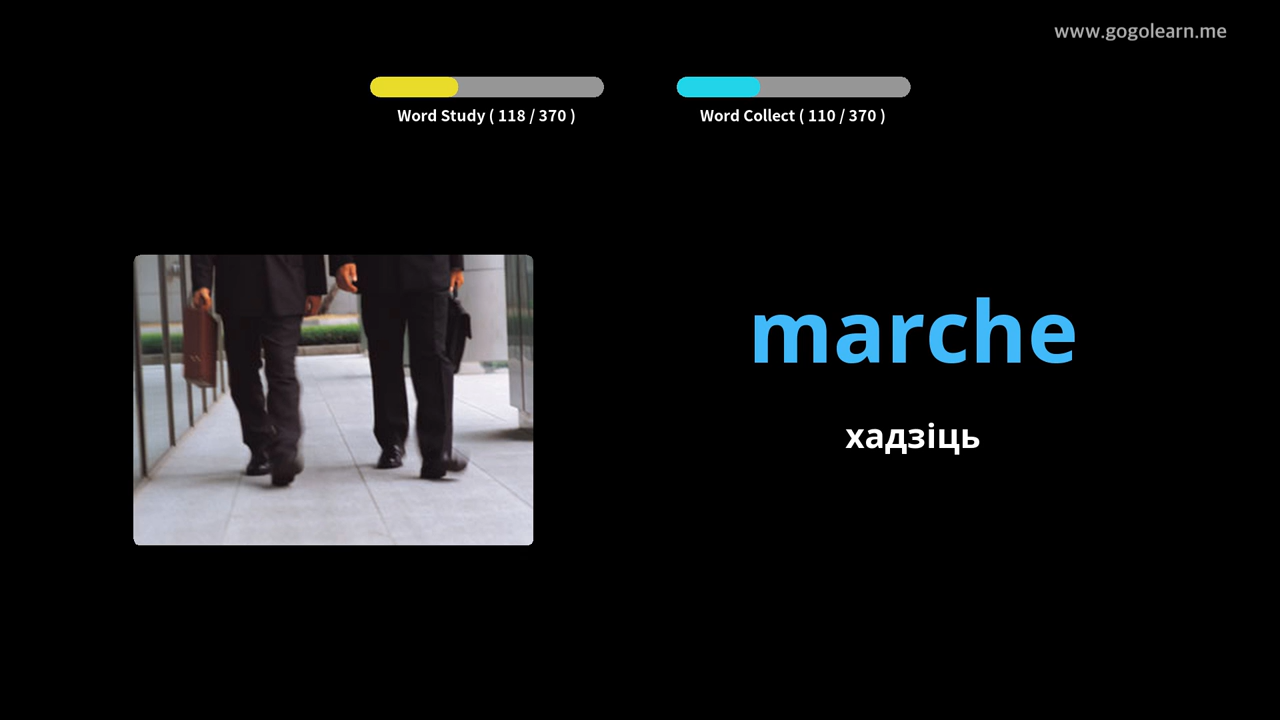 www.gogolearn.me
Word Study ( 118 / 370 )
Word Collect ( 110 / 370 )
marche
хадзіць